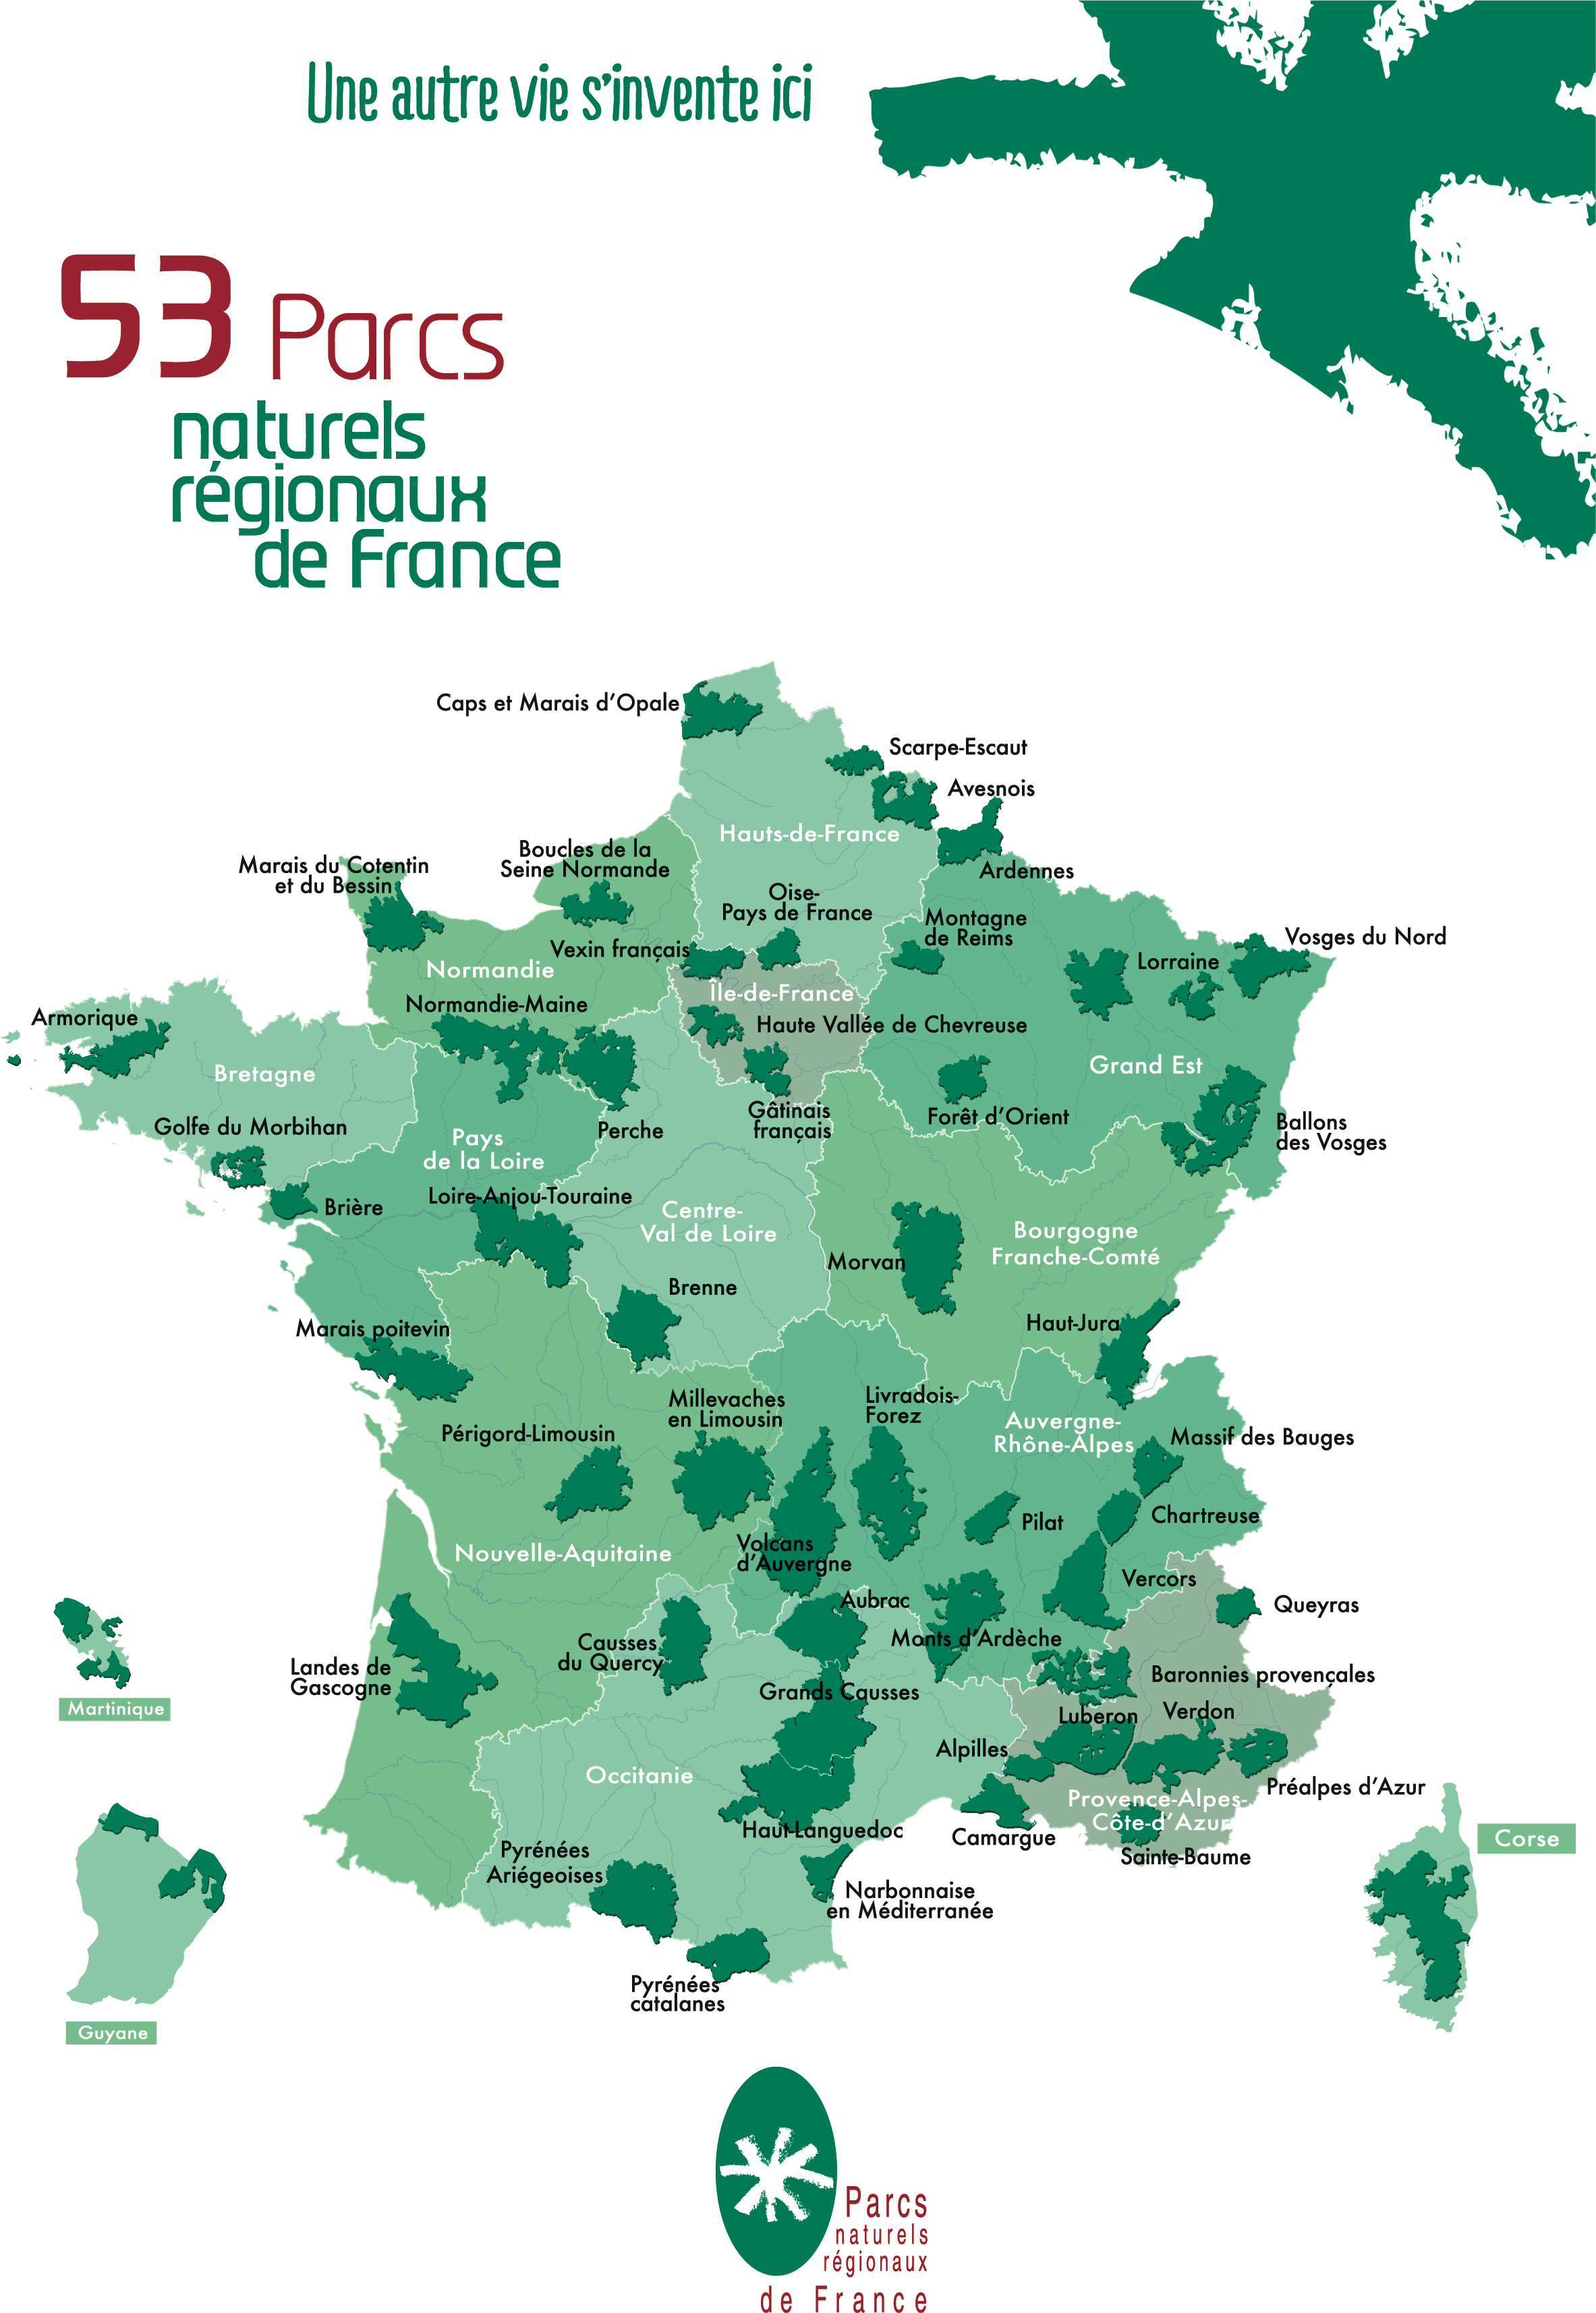 Une autre vie s'invente ici
53 Parcs
naturels
régionaux
de France
Caps et Marais d'Opale
Scarpe-Escaut
Avesnois
Hauts-de-France
Ardennes
Boucles de la
Seine Normande
Marais du Cotentin
et du Bessin
Oise-
Pays de France
Montagne
de Reims
Vosges du Nord
Vexin français
Lorraine
Normandie
Île-de-France
Normandie-Maine
Armorique
Haute Vallée de Chevreuse
Grand Est
Bretagne
Gâtinais
français
Forêt d'Orient
Golfe du Morbihan
Perche
Ballons
des Vosges
Pays
de la Loire
Loire-Anjou-Touraine
Brière
Centre-
Val de Loire
Bourgogne
Franche-Comté
Morvan
Brenne
Haut-Jura
Marais poitevin
Millevaches
en Limousin
Livradois-
Forez
Auvergne-
Rhône-Alpes
Périgord-Limousin
Massif des Bauges
Pilat
Chartreuse
Volcans
d'Auvergne
Nouvelle-Aquitaine
Vercors
Aubrac
Queyras
Causses
du Quercy
Monts d'Ardèche
Landes de
Gascogne
Baronnies provençales
Grands Causses
Martinique
Luberon
Verdon
Alpilles
Occitanie
Préalpes d'Azur
Provence-Alpes-
Côte-d'Azur
Haut-Languedoc
Camargue
Corse
Sainte-Baume
Pyrénées
Ariégeoises
Narbonnaise
en Méditerranée
Pyrénées
catalanes
Guyane
Parcs
naturels
régionaux
de France